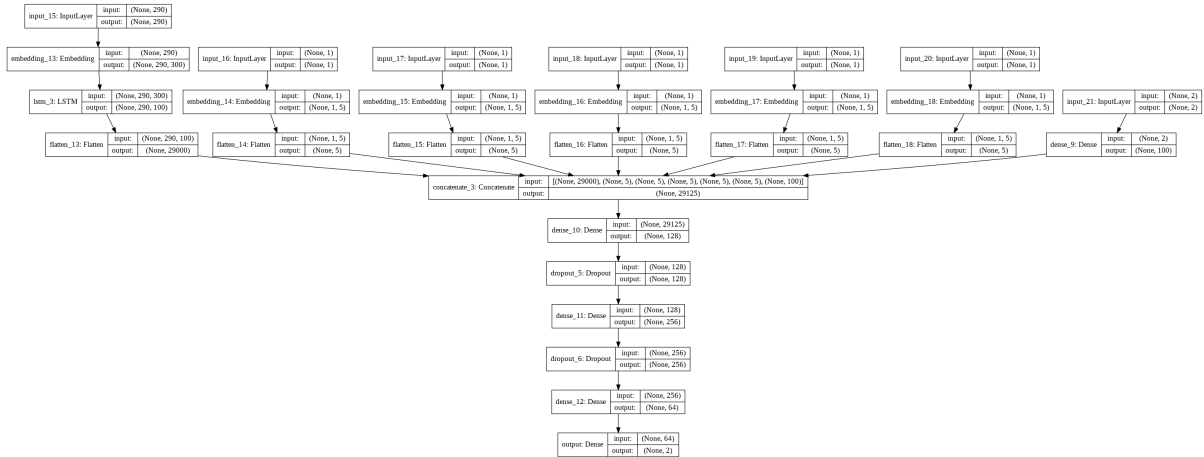 input_15: InputLayer input: (None, 290)
output: (None, 290)
embedding_13: Embedding input: (None, 290)
output: (None, 290, 300)
input_16: InputLayer input: (None, 1)
output: (None, 1)
input_17: InputLayer input: (None, 1)
output: (None, 1)
input_18: InputLayer input: (None, 1)
output: (None, 1)
input_19: InputLayer input: (None, 1)
output: (None, 1)
input_20: InputLayer input: (None, 1)
output: (None, 1)
lstm_3: LSTM input: (None, 290, 300)
output: (None, 290, 100)
embedding_14: Embedding input: (None, 1)
output: (None, 1, 5)
embedding_15: Embedding input: (None, 1)
output: (None, 1, 5)
embedding_16: Embedding input: (None, 1)
output: (None, 1, 5)
embedding_17: Embedding input: (None, 1)
output: (None, 1, 5)
embedding_18: Embedding input: (None, 1)
output: (None, 1, 5)
input_21: InputLayer input: (None, 2)
output: (None, 2)
flatten_13: Flatten input: (None, 290, 100)
output: (None, 29000)
flatten_14: Flatten input: (None, 1, 5)
output: (None, 5)
flatten_15: Flatten input: (None, 1, 5)
output: (None, 5)
flatten_16: Flatten input: (None, 1, 5)
output: (None, 5)
flatten_17: Flatten input: (None, 1, 5)
output: (None, 5)
flatten_18: Flatten input: (None, 1, 5)
output: (None, 5)
dense_9: Dense input: (None, 2)
output: (None, 100)
concatenate_3: Concatenate input: [(None, 29000), (None, 5), (None, 5), (None, 5), (None, 5), (None, 5), (None, 100)]
output: (None, 29125)
dense_10: Dense input: (None, 29125)
output: (None, 128)
dropout_5: Dropout input: (None, 128)
output: (None, 128)
dense_11: Dense input: (None, 128)
output: (None, 256)
dropout_6: Dropout input: (None, 256)
output: (None, 256)
dense_12: Dense input: (None, 256)
output: (None, 64)
output: Dense input: (None, 64)
output: (None, 2)